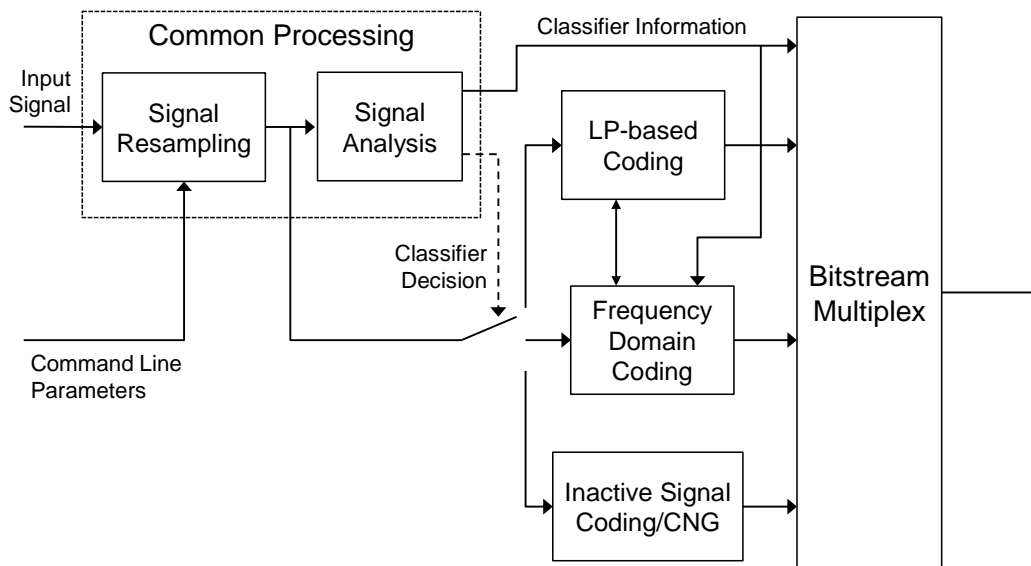 Common Processing
Classifier Information
Input
Signal
Signal
Resampling
Signal
Analysis
LP-based
Coding
Classifier
Decision
Bitstream
Multiplex
Frequency
Domain
Coding
Command Line
Parameters
Inactive Signal
Coding/CNG